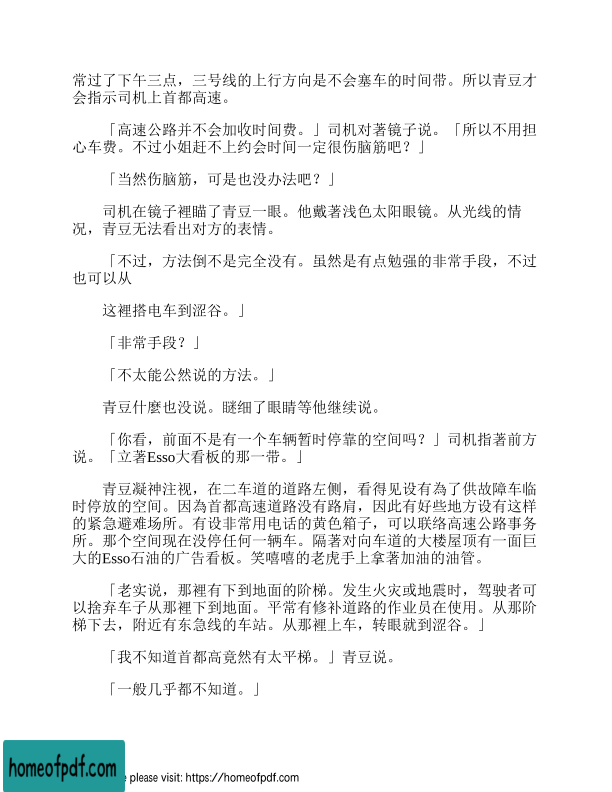 常过了下午三点，三号线的上行方向是不会塞车的时间带。所以青豆才
会指示司机上首都高速。
「高速公路并不会加收时间费。」司机对著镜子说。「所以不用担
心车费。不过小姐赶不上约会时间一定很伤脑筋吧？」
「当然伤脑筋，可是也没办法吧？」
司机在镜子裡瞄了青豆一眼。他戴著浅色太阳眼镜。从光线的情
况，青豆无法看出对方的表情。
「不过，方法倒不是完全没有。虽然是有点勉强的非常手段，不过
也可以从
这裡搭电车到涩谷。」
「非常手段？」
「不太能公然说的方法。」
青豆什麼也没说。瞇细了眼睛等他继续说。
「你看，前面不是有一个车辆暂时停靠的空间吗？」司机指著前方
说。「立著Esso大看板的那一带。」
青豆凝神注视，在二车道的道路左侧，看得见设有為了供故障车临
时停放的空间。因為首都高速道路没有路肩，因此有好些地方设有这样
的紧急避难场所。有设非常用电话的黄色箱子，可以联络高速公路事务
所。那个空间现在没停任何一辆车。隔著对向车道的大楼屋顶有一面巨
大的Esso石油的广告看板。笑嘻嘻的老虎手上拿著加油的油管。
「老实说，那裡有下到地面的阶梯。发生火灾或地震时，驾驶者可
以捨弃车子从那裡下到地面。平常有修补道路的作业员在使用。从那阶
梯下去，附近有东急线的车站。从那裡上车，转眼就到涩谷。」
「我不知道首都高竟然有太平梯。」青豆说。
「一般几乎都不知道。」
homeofpdf.com
please visit: https://homeofpdf.com